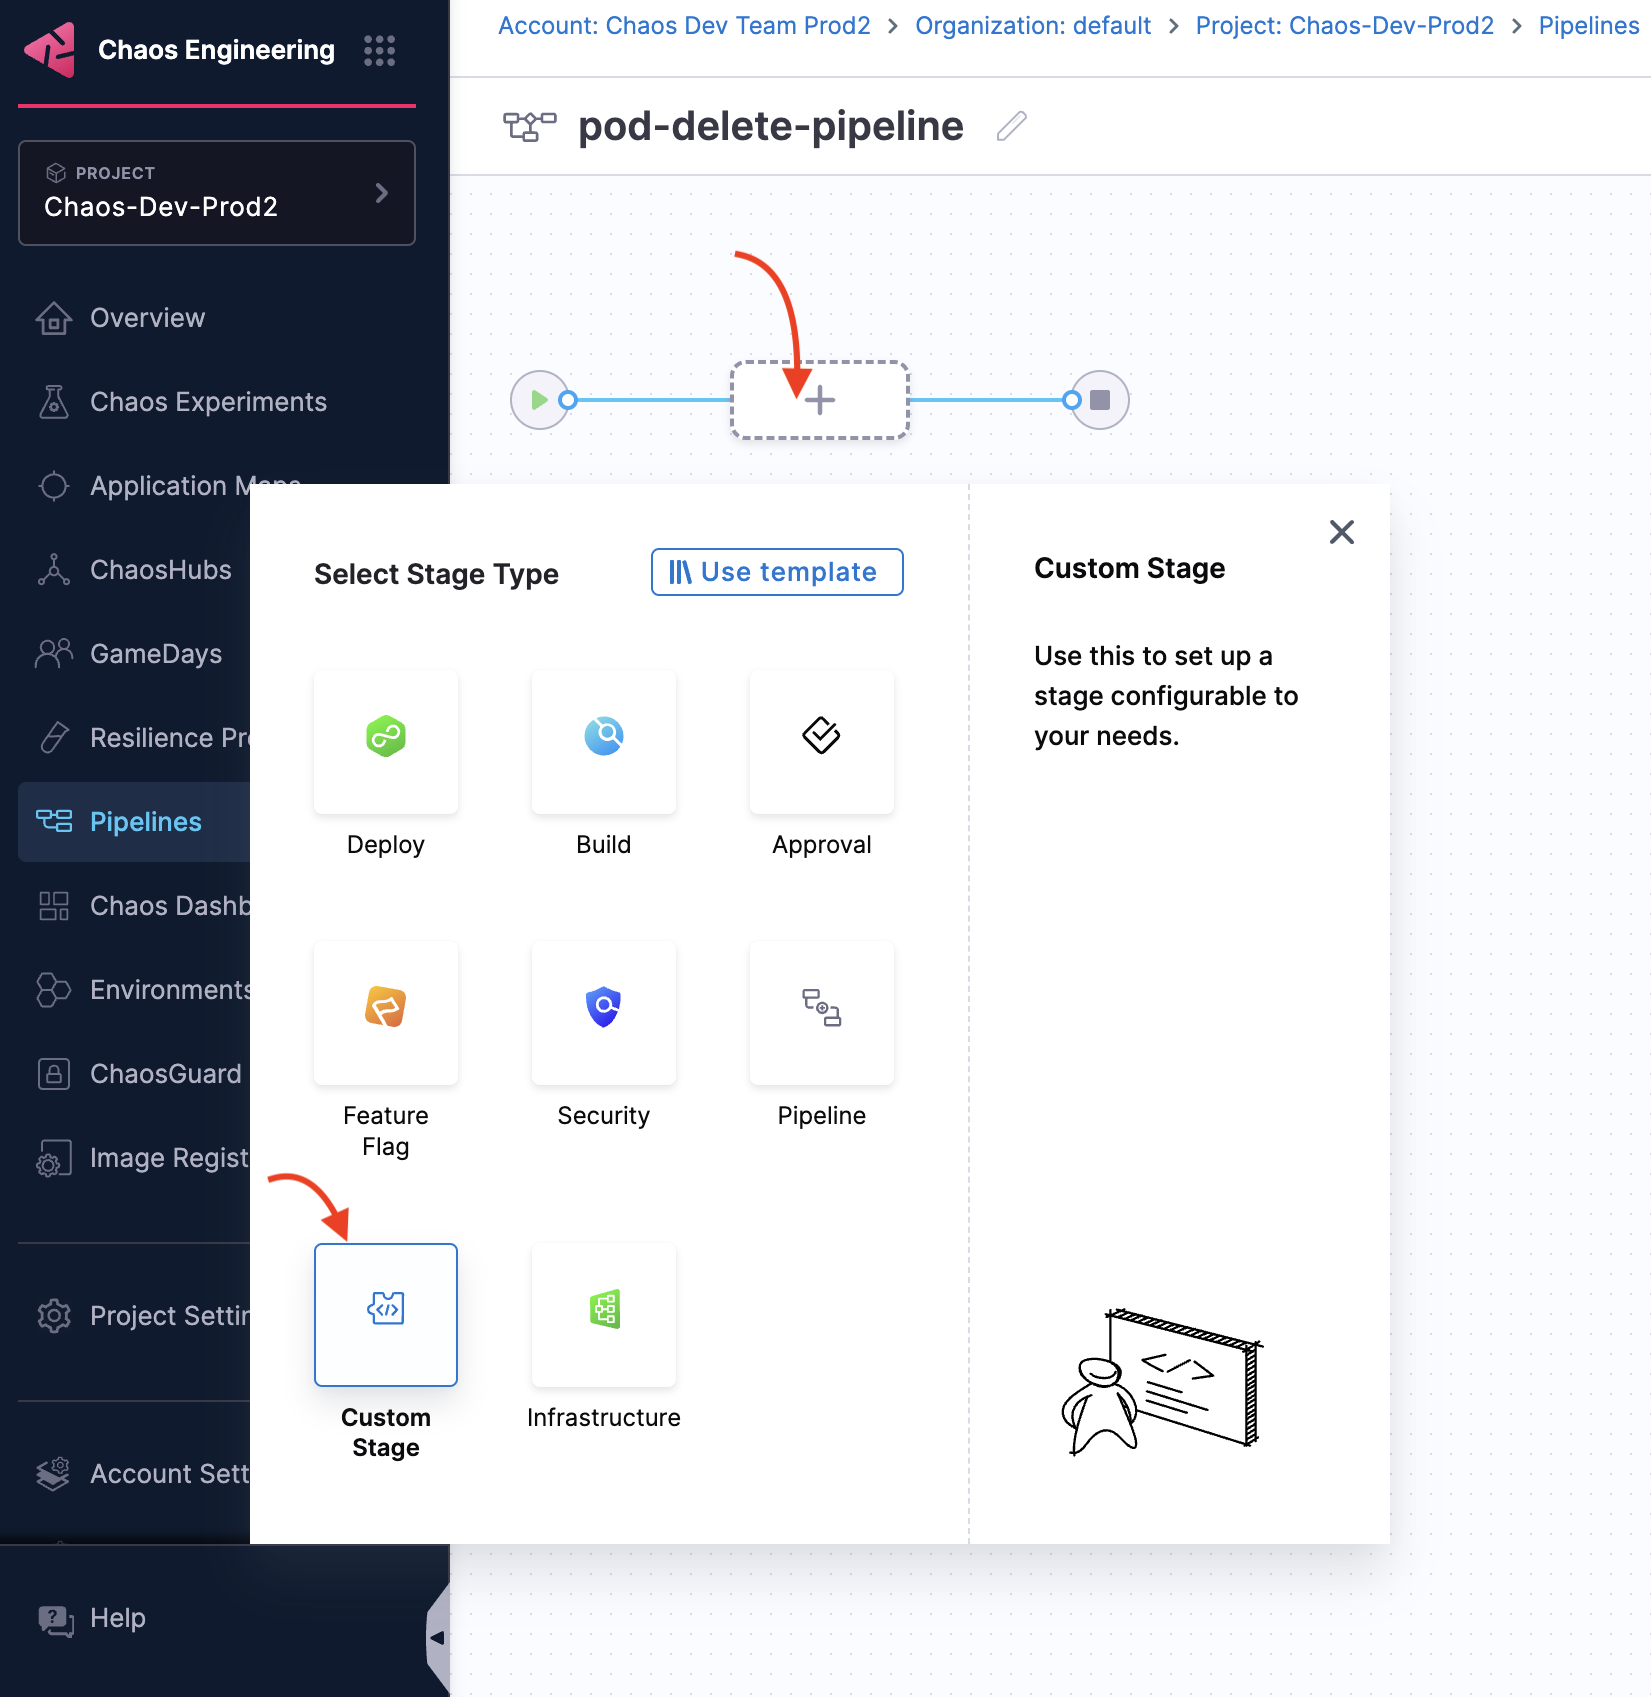 Chaos Engineering
PROJECT
Chaos-Dev-Prod2
Overview
Chaos Experiments
Application Maps
ChaosHubs
GameDays
Resilience Pr
Pipelines
Chaos Dashb
Environments
ChaosGuard
Image Regist
Project Settin
Account Sett
Help
Account: Chaos Dev Team Prod2 > Organization: default > Project: Chaos-Dev-Prod2 > Pipelines
pod-delete-pipeline
Select Stage Type
Use template
Deploy
Build
Approval
Feature
Flag
Security
Pipeline
Custom
Stage
Infrastructure
Custom Stage
Use this to set up a
stage configurable to
your needs.